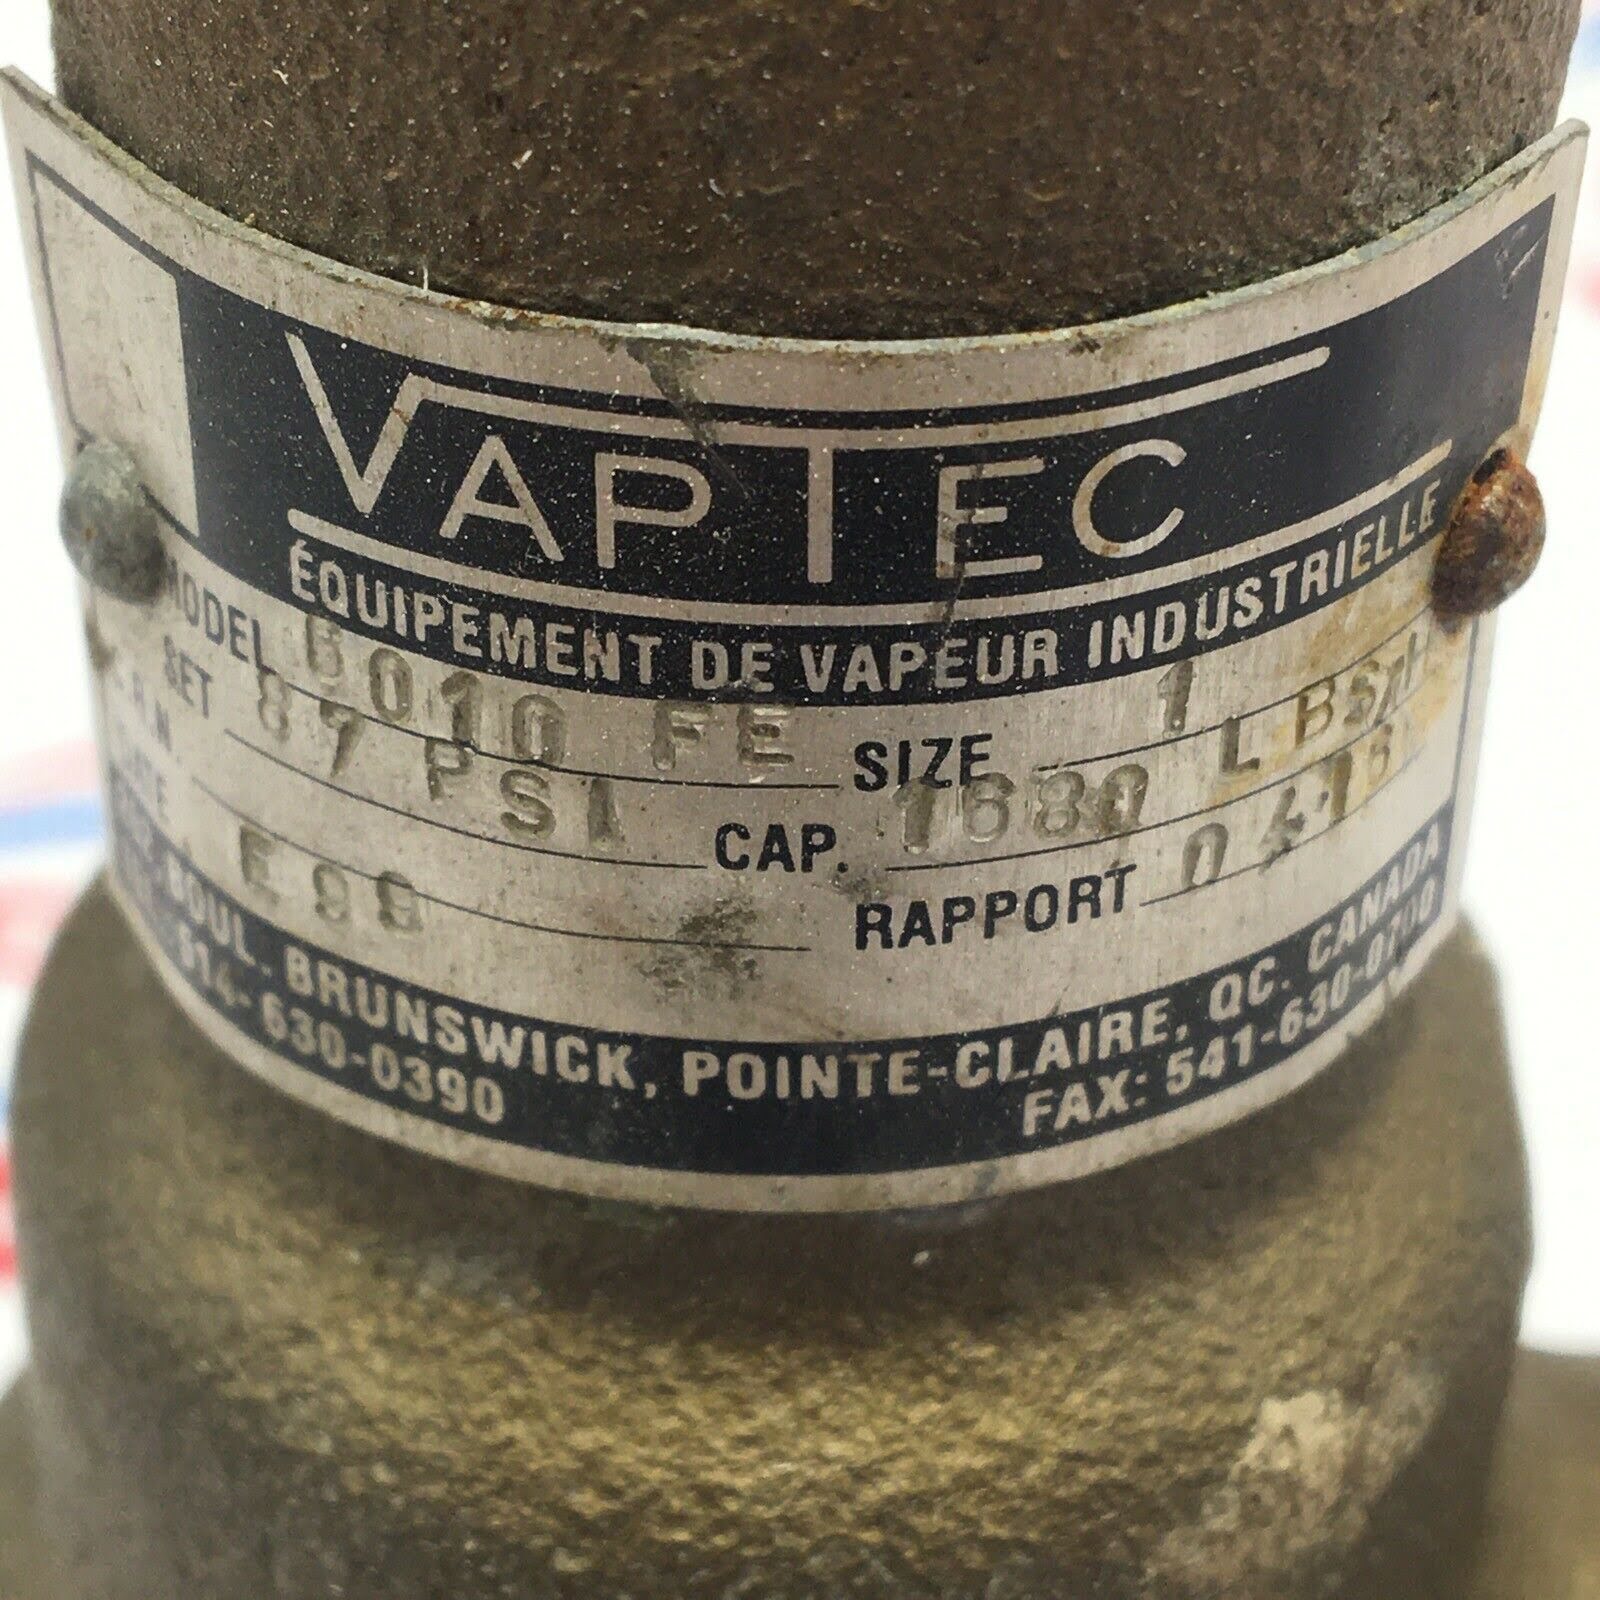 VAPTEC
ÉQUIPEMENT DE VAPEUR INDUSTRIELLE
MODEL 6010 FE SIZE 1
SET 87 PSI CAP. 1680 LBS/H
E98 RAPPORT
BOUL. BRUNSWICK, POINTE-CLAIRE, QC. CANADA
514-630-0390 FAX: 541-630-0700